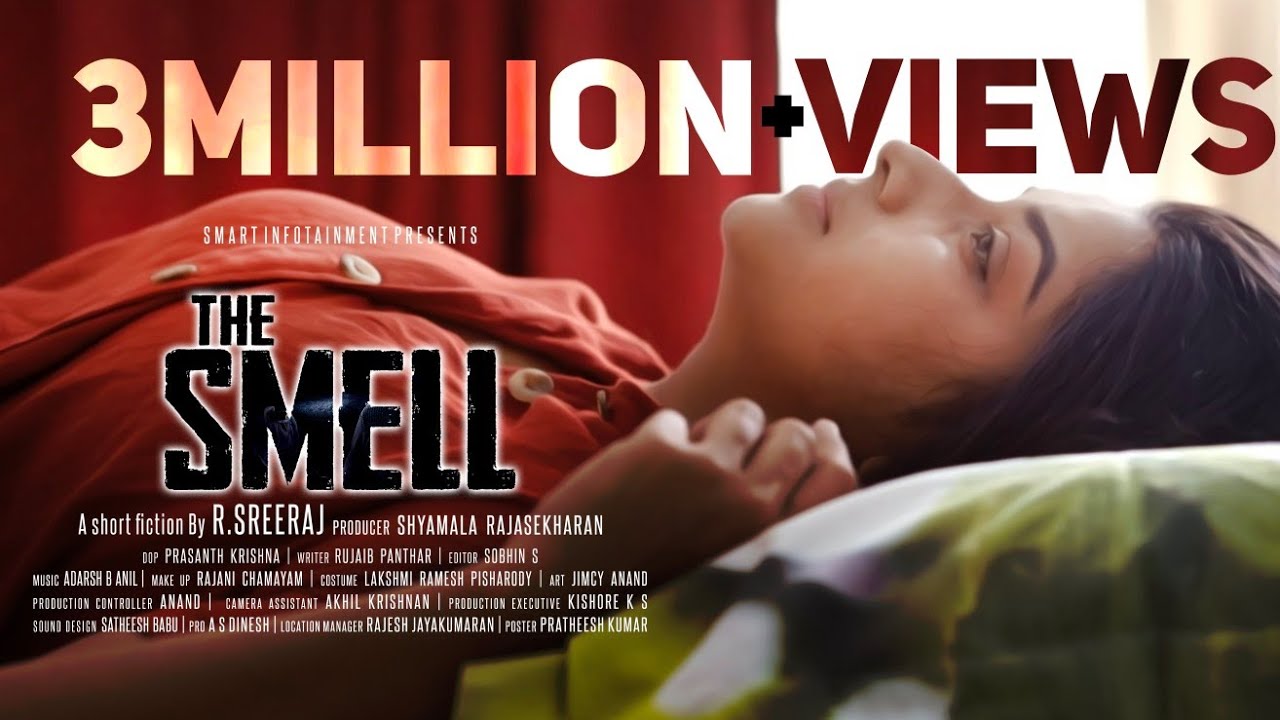 3MILLION+VIEWS
SMART INFOTAINMENT PRESENTS
THE
SMELL
A short fiction By R.SREERAJ PRODUCER SHYAMALA RAJASEKHARAN
DOP PRASANTH KRISHNA | WRITER RUJAIB PANTHAR | EDITOR SOBHIN S
MUSIC ADARSH B ANIL | MAKE UP RAJANI CHAMAYAM | COSTUME LAKSHMI RAMESH PISHARODY | ART JIMCY ANAND
PRODUCTION CONTROLLER ANAND | CAMERA ASSISTANT AKHIL KRISHNAN | PRODUCTION EXECUTIVE KISHORE K S
SOUND DESIGN SATHEESH BABU | PRO A S DINESH | LOCATION MANAGER RAJESH JAYAKUMARAN | POSTER PRATHEESH KUMAR